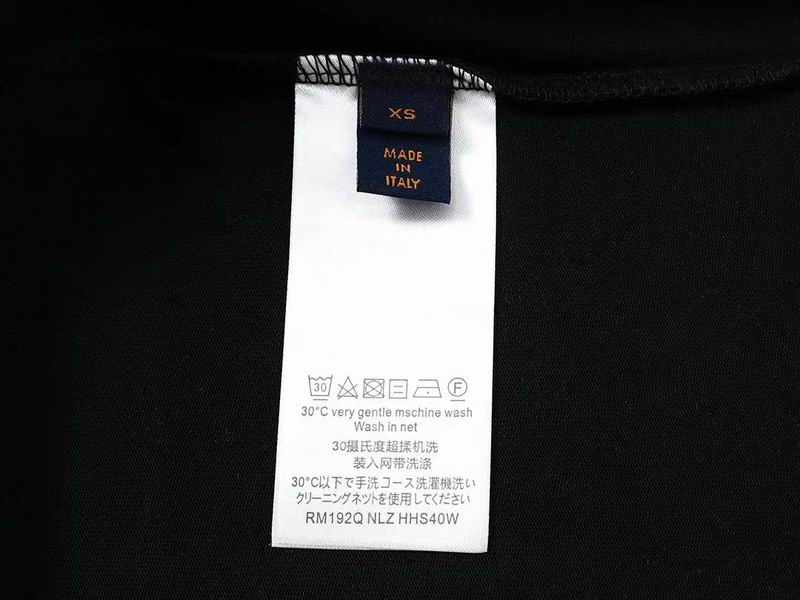 XS
MADE
IN
ITALY
30
F
30°C very gentle mschine wash
Wash in net
30摄氏度超揉机洗
装入网带洗涤
30°C以下で手洗コース洗濯機洗い
クリーニングネットを使用してください
RM192Q NLZ HHS40W